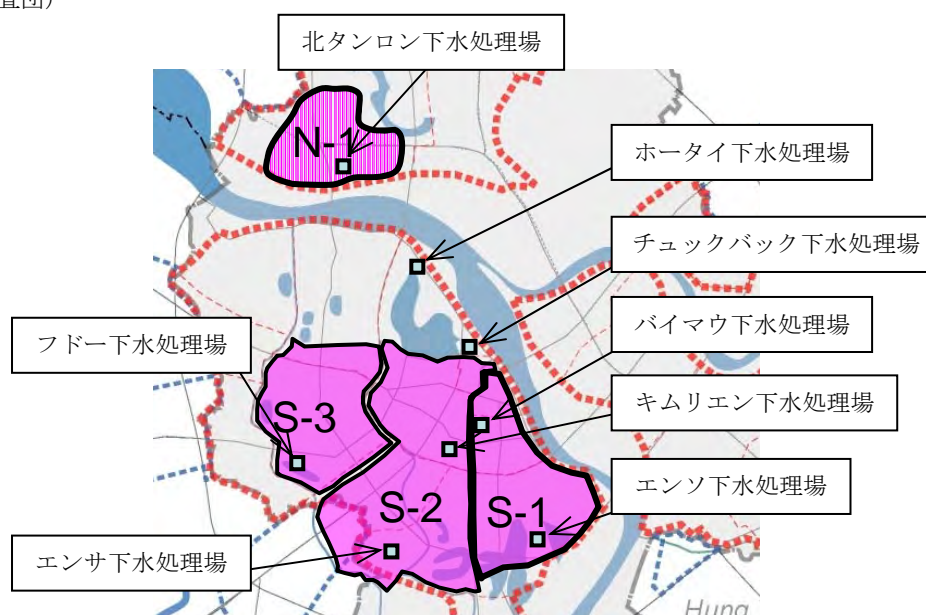 査団）
北タンロン下水処理場
N-1
ホータイ下水処理場
チュックバック下水処理場
バイマウ下水処理場
フドー下水処理場
キムリエン下水処理場
S-3
エンソ下水処理場
S-2
S-1
エンサ下水処理場
Hung